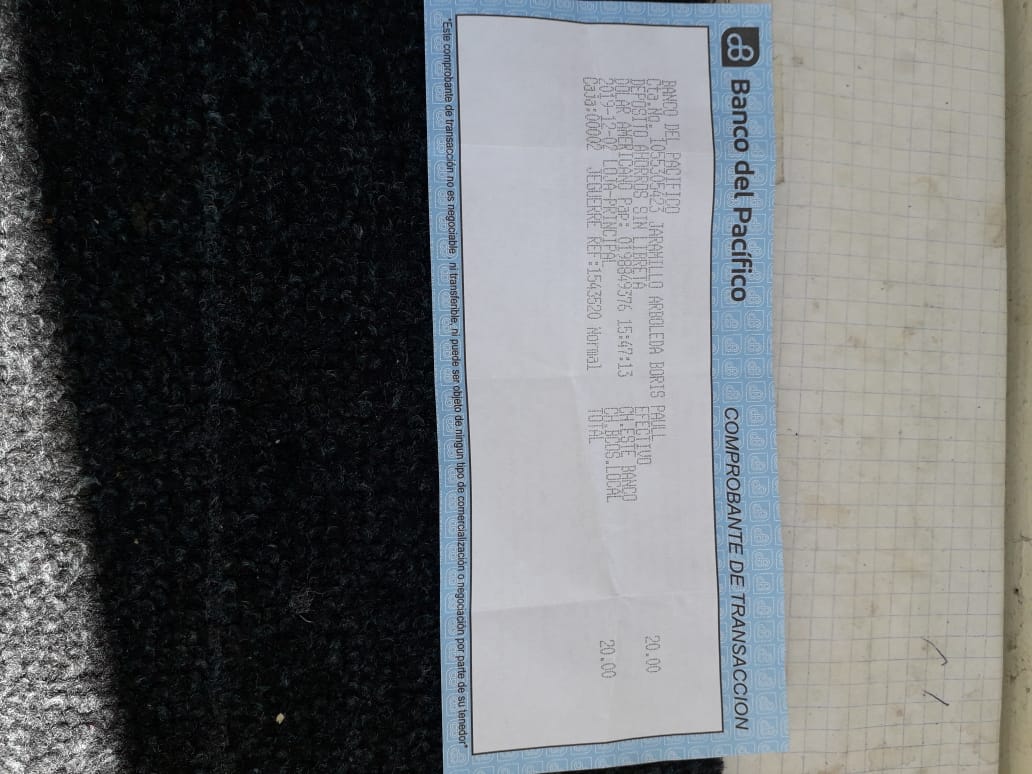 Banco del Pacífico COMPROBANTE DE TRANSACCION
BANCO DEL PACIFICO
Cta.No. JARAMILLO ARBOLEDA BORIS PAULL
DEPOSITO AHORROS SIN LIBRETA EFECTIVO 20.00
DOLAR AMERICANO Pap: 0198349376 15:47:13 CH.ESTE BANCO
2019-12-02 LOJA-PRINCIPAL Ch.BCOS.LOCAL
Caja:00002 JEGUERRE REF:1543520 Normal TOTAL 20.00
"Este comprobante de transacción no es negociable, ni transferible, ni puede ser objeto de ningun tipo de comercialización o negociación por parte de su tenedor"